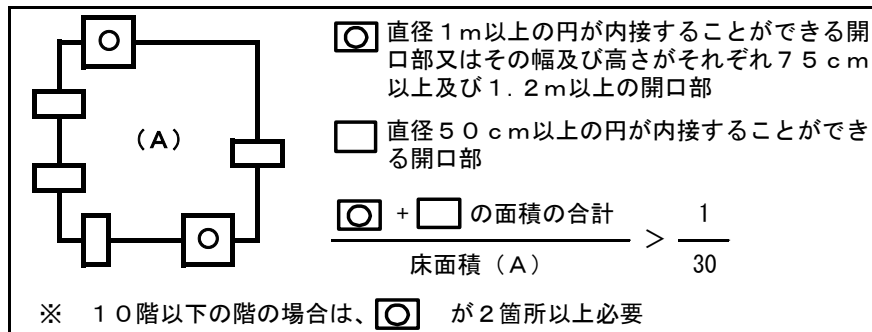 直径１ｍ以上の円が内接することができる開
口部又はその幅及び高さがそれぞれ７５ｃｍ
以上及び１．２ｍ以上の開口部
（Ａ）
直径５０ｃｍ以上の円が内接することができ
る開口部
＋ の面積の合計
床面積（Ａ）
＞
1
30
※　１０階以下の階の場合は、　が２箇所以上必要